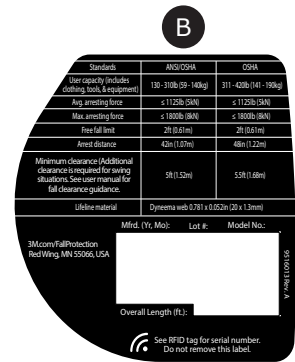 B
Standards ANSI/OSHA OSHA
User capacity (includes clothing, tools, & equipment) 130 - 310lb (59 - 140kg) 311 - 420lb (141 - 190kg)
Avg. arresting force ≤ 1125lb (5kN) ≤ 1125lb (5kN)
Max. arresting force ≤ 1800lb (8kN) ≤ 1800lb (8kN)
Free fall limit 2ft (0.61m) 2ft (0.61m)
Arrest distance 42in (1.07m) 48in (1.22m)
Minimum clearance (Additional clearance is required for swing situations. See user manual for fall clearance guidance. 5ft (1.52m) 5.5ft (1.68m)
Lifeline material Dyneema web 0.781 x 0.052in (20 x 1.3mm)
Mfrd. (Yr, Mo): Lot #: Model No.:
3M.com/FallProtection
Red Wing, MN 55066, USA
9516013 Rev. A
Overall Length (ft.):
See RFID tag for serial number.
Do not remove this label.